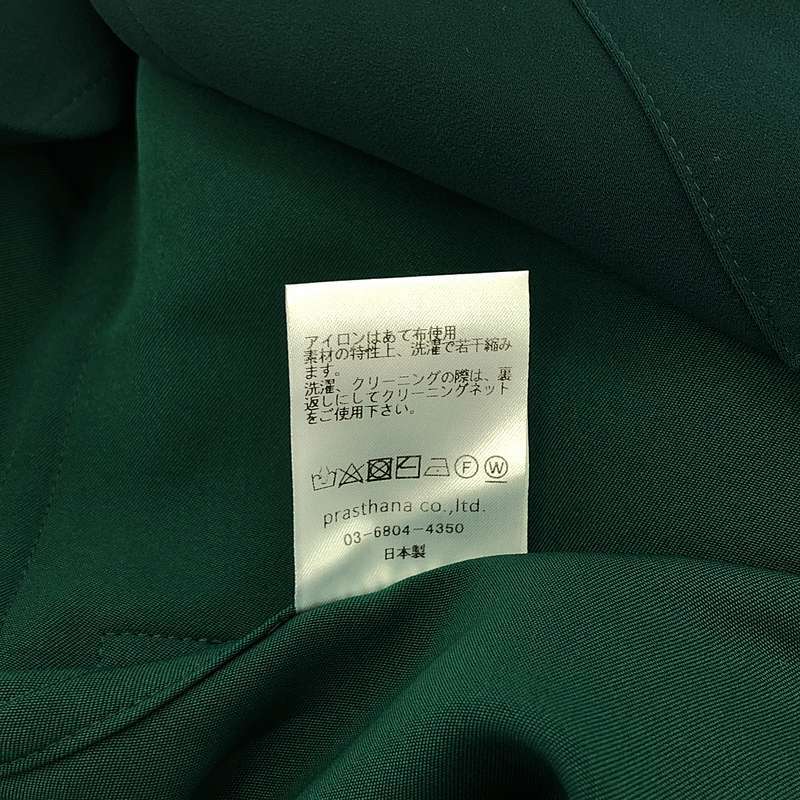 アイロンはあて布使用
素材の特性上、洗濯で若干縮み
ます。
洗濯、クリーニングの際は、裏
返しにしてクリーニングネット
をご使用下さい。
F W
prasthana co.,ltd.
03-6804-4350
日本製